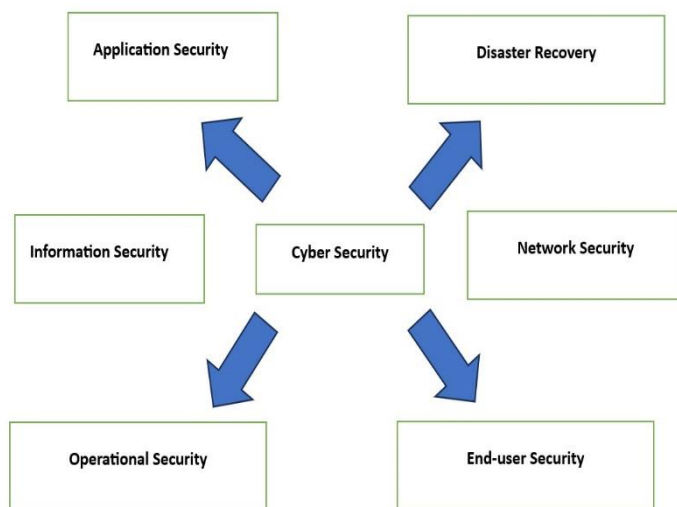 Application Security
Disaster Recovery
Information Security
Cyber Security
Network Security
Operational Security
End-user Security